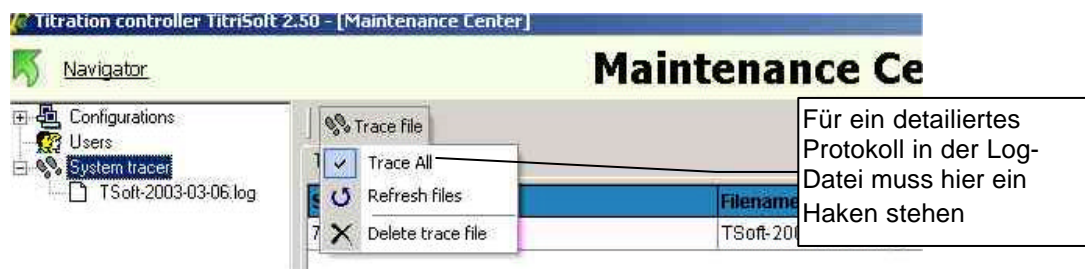 Titration controller TitriSoft 2.50 - [Maintenance Center]
Navigator
Maintenance Ce
Configurations
Users
System tracer
TSoft-2003-03-06.log
Trace file
Trace All
Refresh files
Delete trace file
Filename
TSoft-200
Für ein detailiertes
Protokoll in der Log-
Datei muss hier ein
Haken stehen